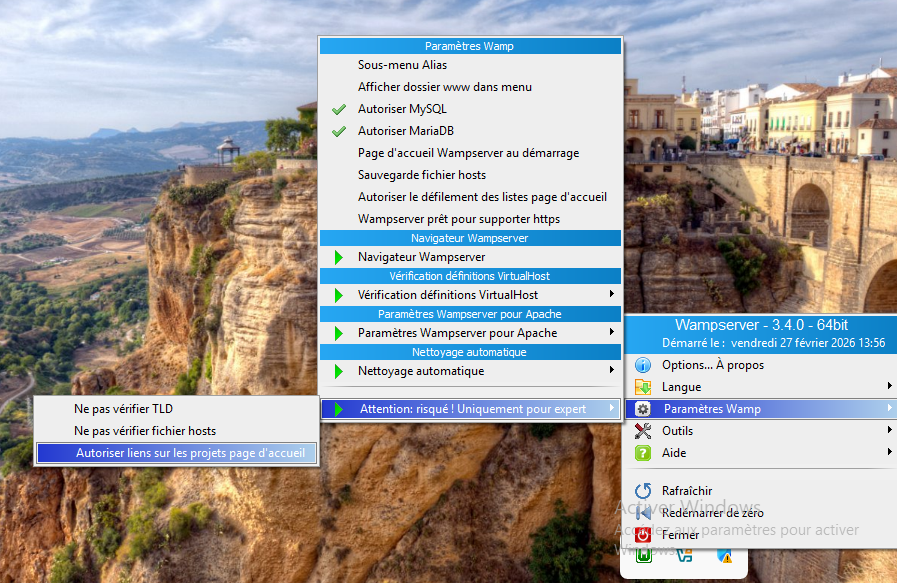 Paramètres Wamp
Sous-menu Alias
Afficher dossier www dans menu
Autoriser MySQL
Autoriser MariaDB
Page d'accueil Wampserver au démarrage
Sauvegarde fichier hosts
Autoriser le défilement des listes page d'accueil
Wampserver prêt pour supporter https
Navigateur Wampserver
Navigateur Wampserver
Vérification définitions VirtualHost
Vérification définitions VirtualHost
Paramètres Wampserver pour Apache
Paramètres Wampserver pour Apache
Nettoyage automatique
Nettoyage automatique
Attention: risqué ! Uniquement pour expert
Ne pas vérifier TLD
Ne pas vérifier fichier hosts
Autoriser liens sur les projets page d'accueil
Wampserver - 3.4.0 - 64bit
Démarré le : vendredi 27 février 2026 13:56
Options... À propos
Langue
Paramètres Wamp
Outils
Aide
Rafraîchir
Redémarrer de zéro
Fermer
Activer Windows
Accédez aux paramètres pour activer
Windows.